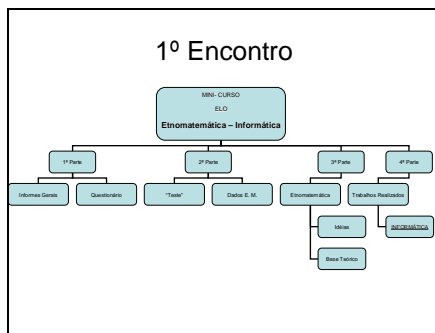 1º Encontro
MINI- CURSO
ELO
Etnomatemática – Informática
1ª Parte
2ª Parte
3ª Parte
4ª Parte
Informes Gerais
Questionário
"Teste"
Dados E. M.
Etnomatemática
Trabalhos Realizados
Idéias
INFORMÁTICA
Base Teórico